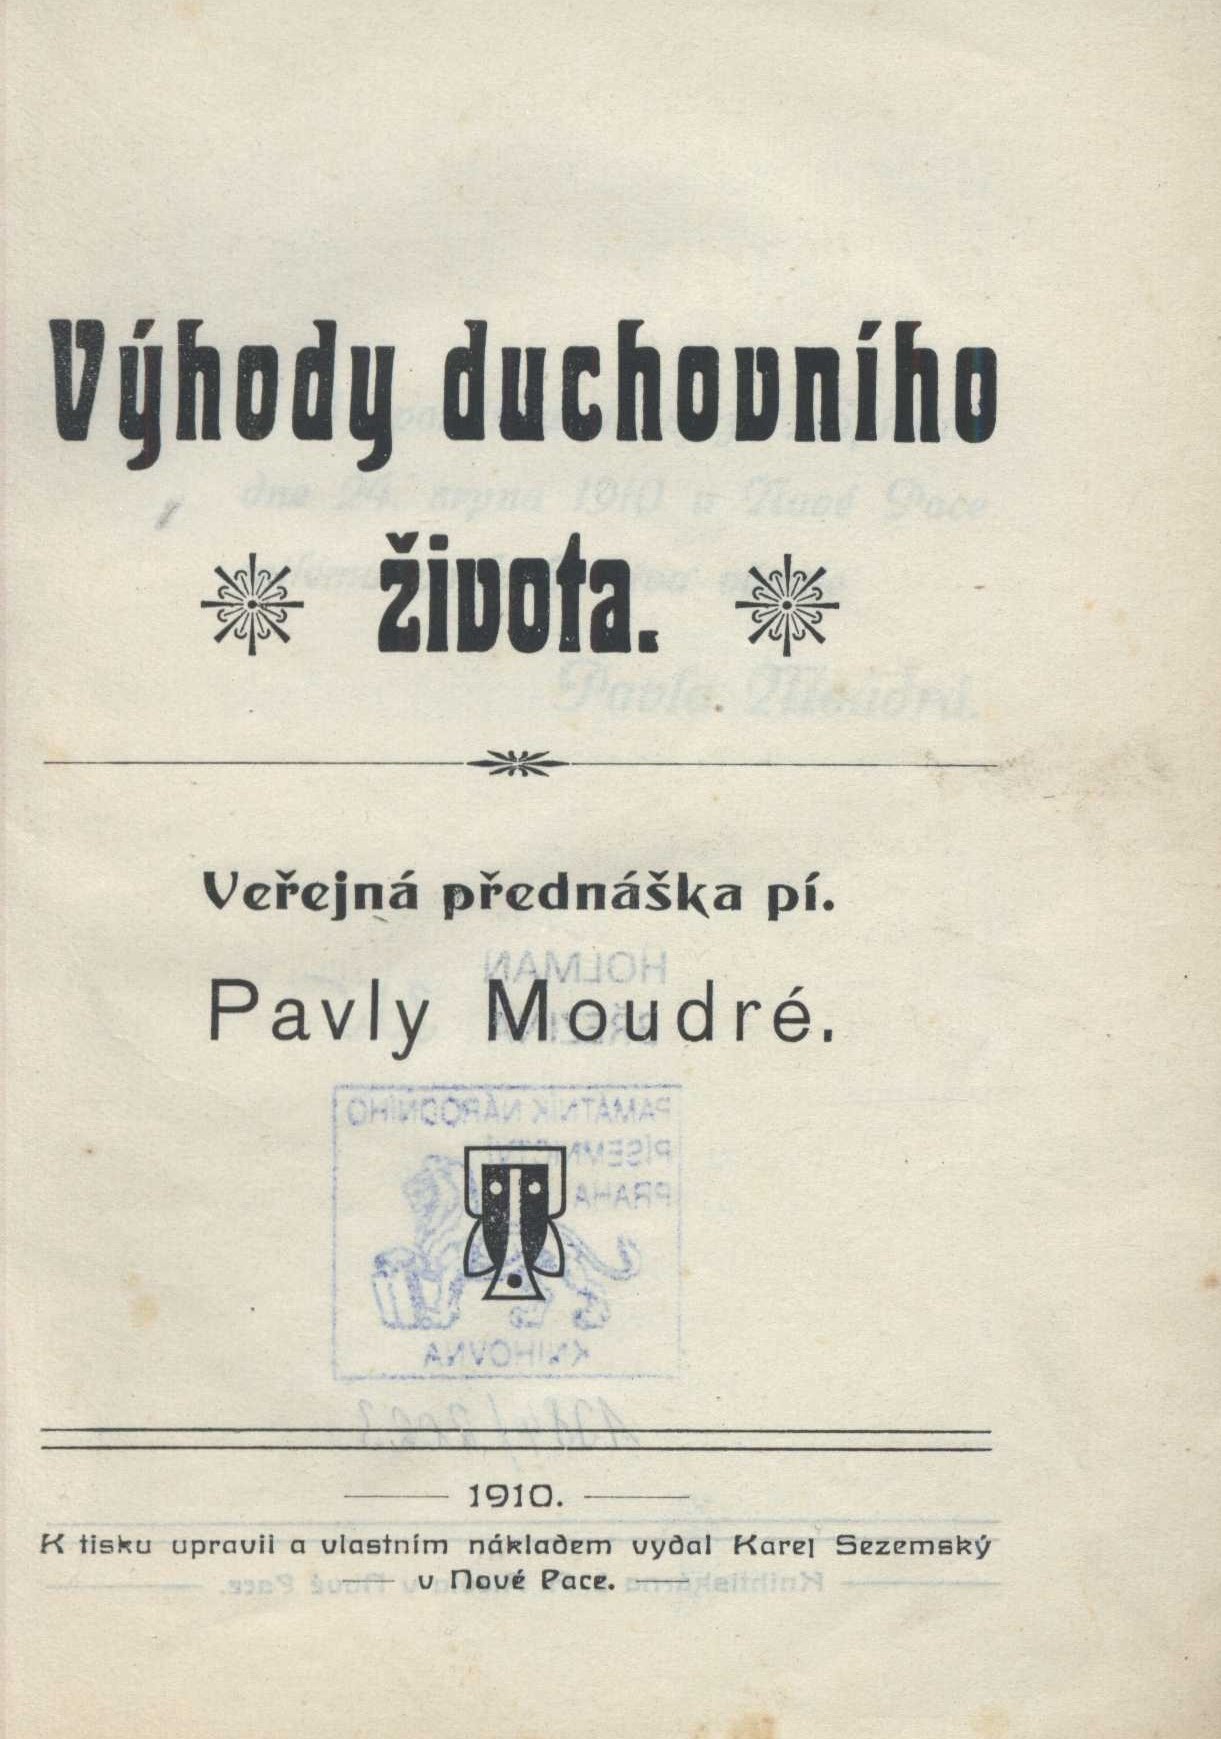 Výhody duchovního
života.
Veřejná přednáška pí.
Pavly Moudré.
HOLMAN
PAMÁTNÍK NÁRODNÍHO
PÍSEMNICTVÍ
PRAHA
KNIHOVNA
1910.
K tisku upravil a vlastním nákladem vydal Karel Sezemský
v Nové Pace.